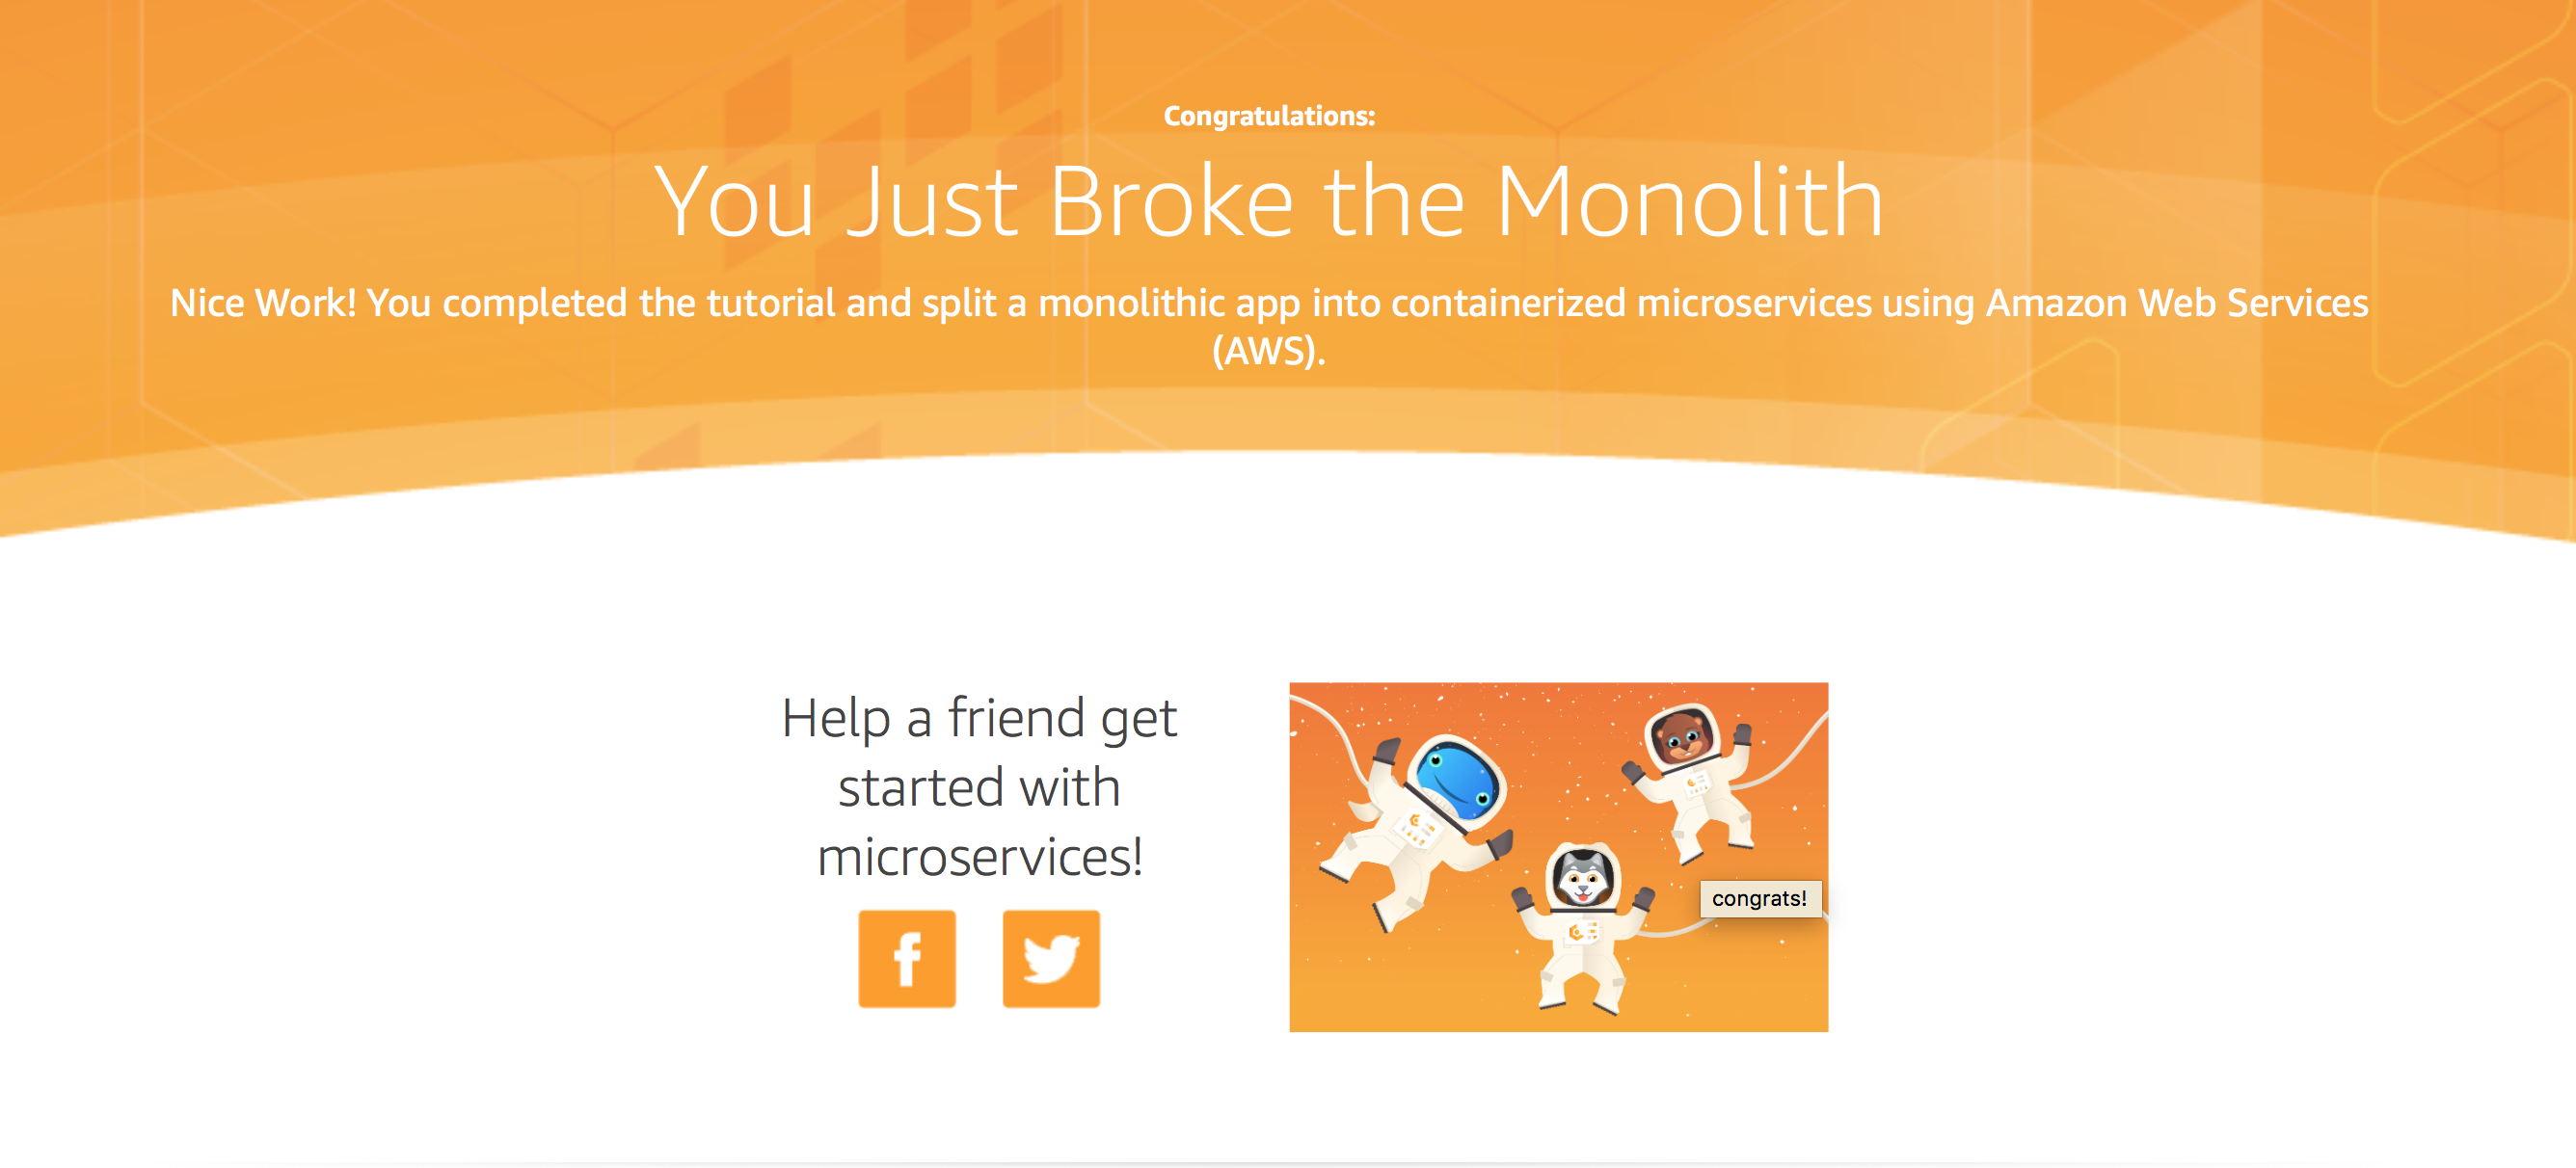 Congratulations:
You Just Broke the Monolith
Nice Work! You completed the tutorial and split a monolithic app into containerized microservices using Amazon Web Services
(AWS).
Help a friend get
started with
microservices!
congrats!